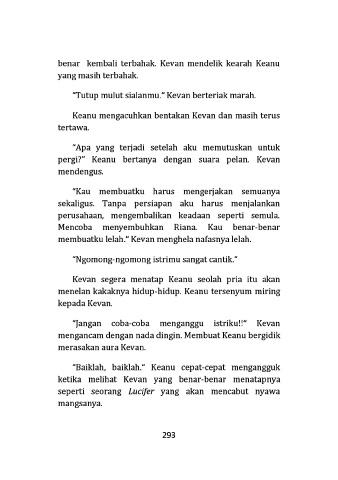 benar kembali terbahak. Kevan mendelik kearah Keanu
yang masih terbahak.
“Tutup mulut sialanmu.” Kevan berteriak marah.
Keanu mengacuhkan bentakan Kevan dan masih terus
tertawa.
“Apa yang terjadi setelah aku memutuskan untuk
pergi?” Keanu bertanya dengan suara pelan. Kevan
mendengus.
“Kau membuatku harus mengerjakan semuanya
sekaligus. Tanpa persiapan aku harus menjalankan
perusahaan, mengembalikan keadaan seperti semula.
Mencoba menyembuhkan Riana. Kau benar-benar
membuatku lelah.” Kevan menghela nafasnya lelah.
“Ngomong-ngomong istrimu sangat cantik.”
Kevan segera menatap Keanu seolah pria itu akan
menelan kakaknya hidup-hidup. Keanu tersenyum miring
kepada Kevan.
“Jangan coba-coba menganggu istriku!!” Kevan
mengancam dengan nada dingin. Membuat Keanu bergidik
merasakan aura Kevan.
“Baiklah, baiklah.” Keanu cepat-cepat mengangguk
ketika melihat Kevan yang benar-benar menatapnya
seperti seorang Lucifer yang akan mencabut nyawa
mangsanya.
293